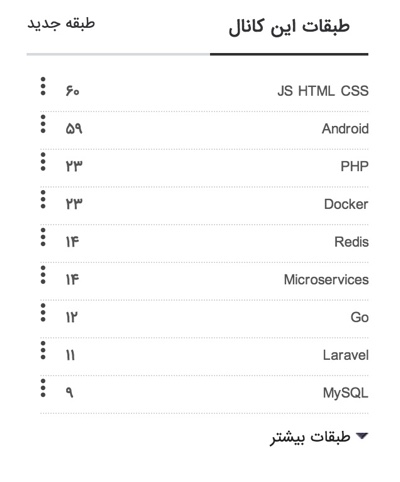 طبقات این کانال
طبقه جدید
JS HTML CSS ۶۰
Android ۵۹
PHP ۲۳
Docker ۲۳
Redis ۱۴
Microservices ۱۴
Go ۱۲
Laravel ۱۱
MySQL ۹
طبقات بیشتر